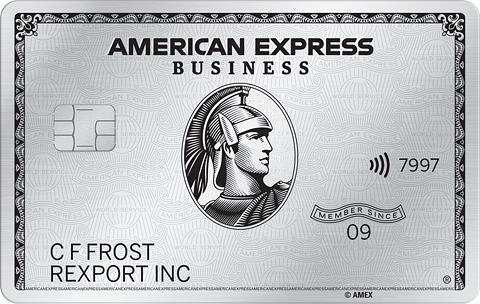 AMERICAN EXPRESS
BUSINESS
7997
MEMBER SINCE
09
C F FROST
REXPORT INC
®
© AMEX